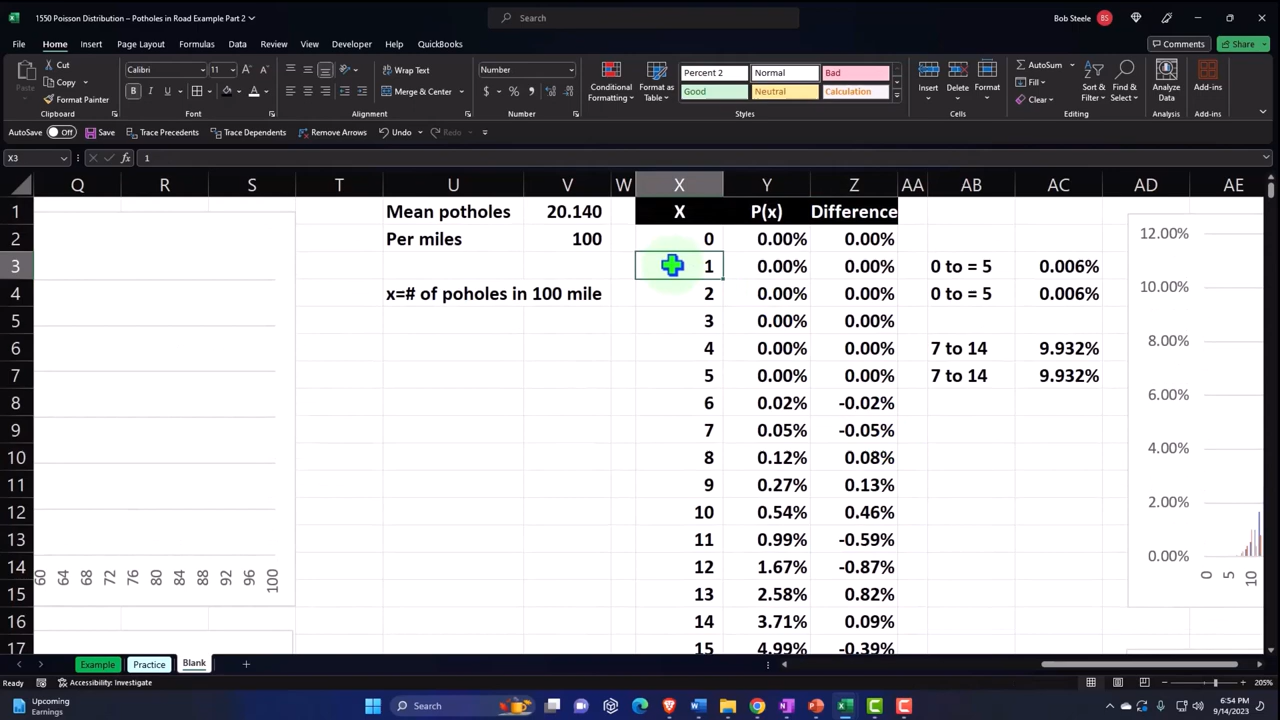 1550 Poisson Distribution – Potholes in Road Example Part 2
Search
Bob Steele
BS
File
Home
Insert
Page Layout
Formulas
Data
Review
View
Developer
Help
QuickBooks
Comments
Share
Paste
Cut
Copy
Format Painter
Clipboard
Calibri
11
Font
Wrap Text
Merge & Center
Alignment
Number
Number
Conditional Formatting
Format as Table
Percent 2
Normal
Bad
Good
Neutral
Calculation
Styles
Insert
Delete
Format
Cells
AutoSum
Fill
Clear
Sort & Filter
Find & Select
Editing
Analyze Data
Analysis
Add-ins
Add-ins
AutoSave
Off
Save
Trace Precedents
Trace Dependents
Remove Arrows
Undo
Redo
X3
fx
1
Q R S T U V W X Y Z AA AB AC AD AE
1 Mean potholes 20.140 X P(x) Difference
2 Per miles 100 0 0.00% 0.00% 12.00%
3 1 0.00% 0.00% 0 to = 5 0.006%
4 x=# of poholes in 100 mile 2 0.00% 0.00% 0 to = 5 0.006% 10.00%
5 3 0.00% 0.00%
6 4 0.00% 0.00% 7 to 14 9.932% 8.00%
7 5 0.00% 0.00% 7 to 14 9.932%
8 6 0.02% -0.02% 6.00%
9 7 0.05% -0.05%
10 8 0.12% 0.08% 4.00%
11 9 0.27% 0.13%
12 10 0.54% 0.46% 2.00%
13 11 0.99% -0.59% 0.00%
14 60 64 68 72 76 80 84 88 92 96 100 12 1.67% -0.87% 0 5 10
15 13 2.58% 0.82%
16 14 3.71% 0.09%
17 15 4.99% -0.39%
Example
Practice
Blank
Ready
Accessibility: Investigate
205%
Upcoming
Earnings
Search
6:54 PM
9/14/2023